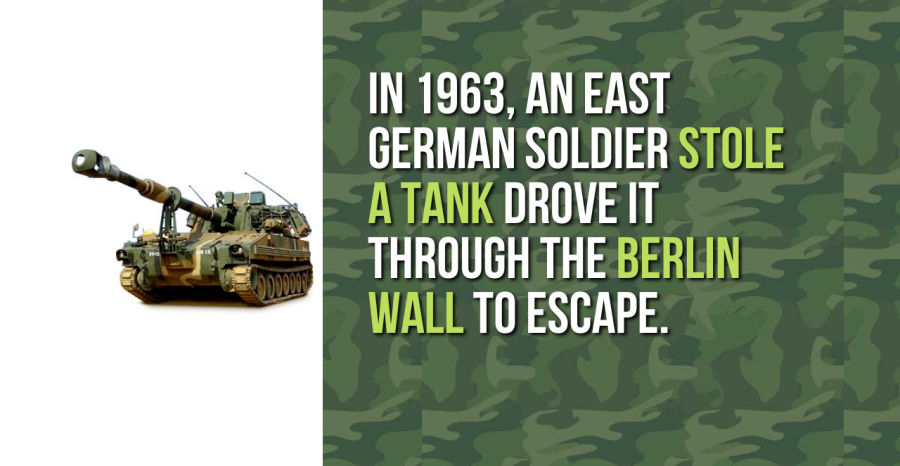 IN 1963, AN EAST
GERMAN SOLDIER STOLE
A TANK DROVE IT
THROUGH THE BERLIN
WALL TO ESCAPE.